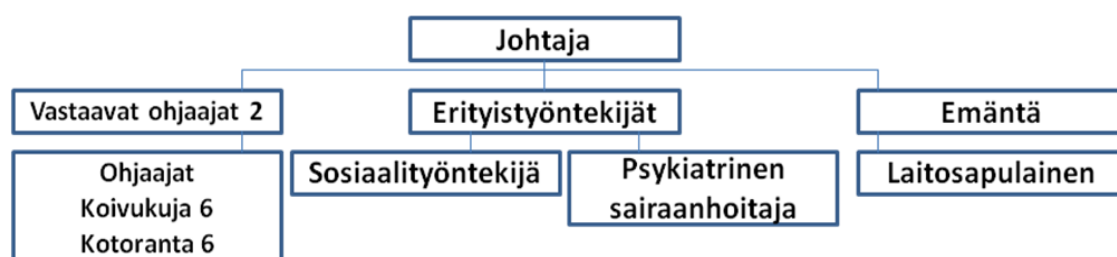 Johtaja
Vastaavat ohjaajat 2
Erityistyöntekijät
Emäntä
Ohjaajat
Koivukuja 6
Kotoranta 6
Sosiaalityöntekijä
Psykiatrinen
sairaanhoitaja
Laitosapulainen